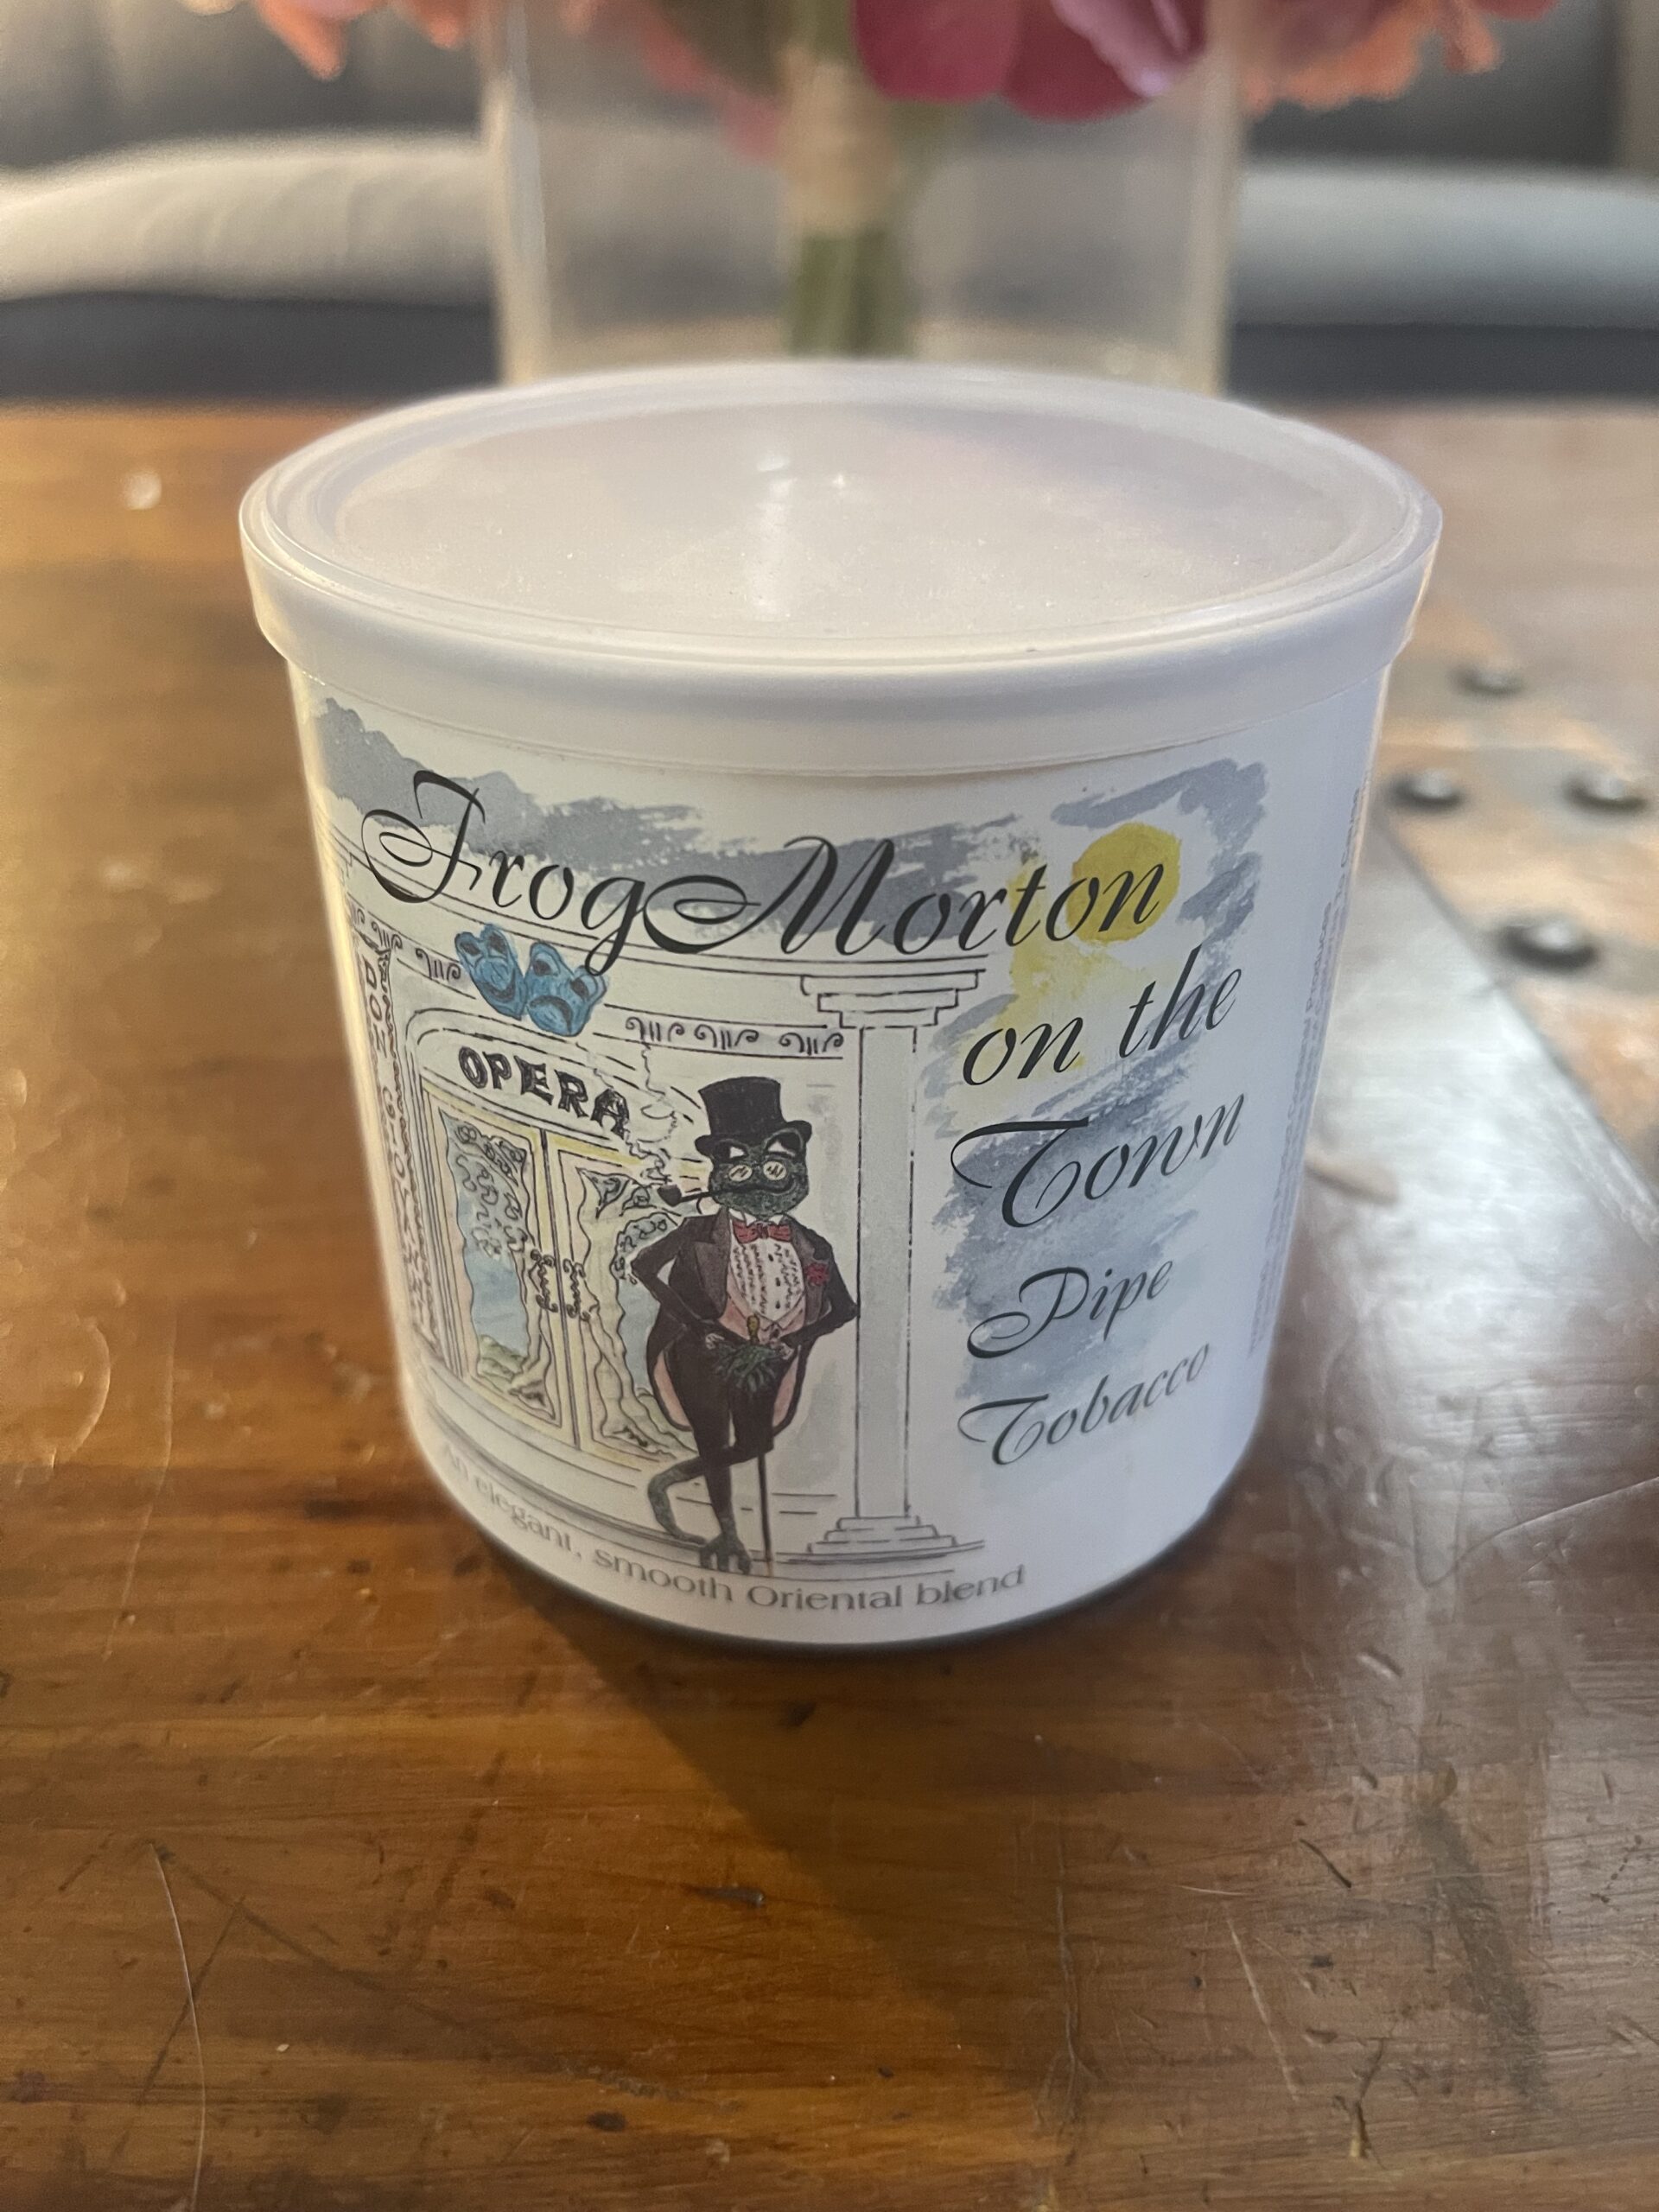 FrogMorton
on the
Town
Pipe
Tobacco
OPERA
An elegant, smooth Oriental blend